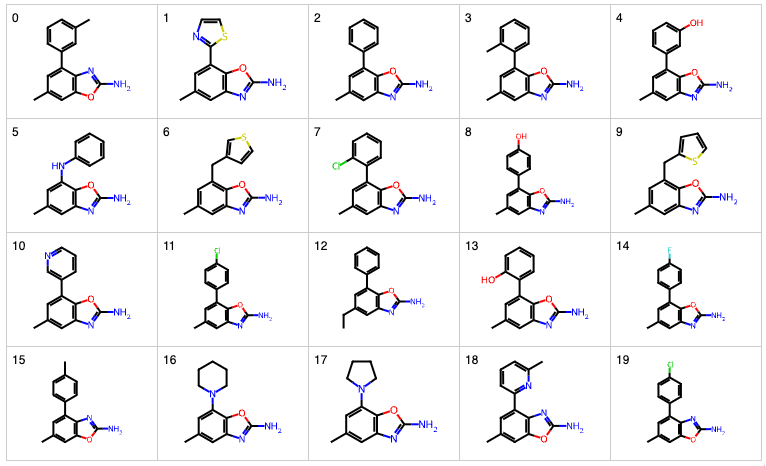 0
N
O
NH2
1
N
S
O
N
NH2
2
O
N
NH2
3
O
N
NH2
4
OH
O
N
NH2
5
HN
O
N
NH2
6
S
O
N
NH2
7
Cl
O
N
NH2
8
OH
O
N
NH2
9
S
O
N
NH2
10
N
O
N
NH2
11
Cl
O
N
NH2
12
O
N
NH2
13
HO
O
N
NH2
14
F
O
N
NH2
15
N
O
NH2
16
N
O
N
NH2
17
N
O
N
NH2
18
N
N
O
NH2
19
Cl
N
O
NH2